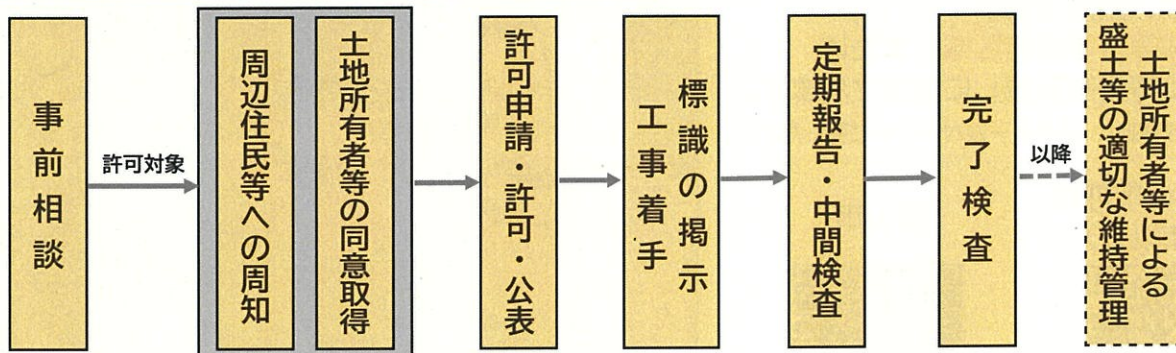 事前相談
許可対象
周辺住民等への周知
土地所有者等の同意取得
許可申請・許可・公表
標識の掲示
工事着手
定期報告・中間検査
完了検査
以降
土地所有者等による
盛土等の適切な維持管理